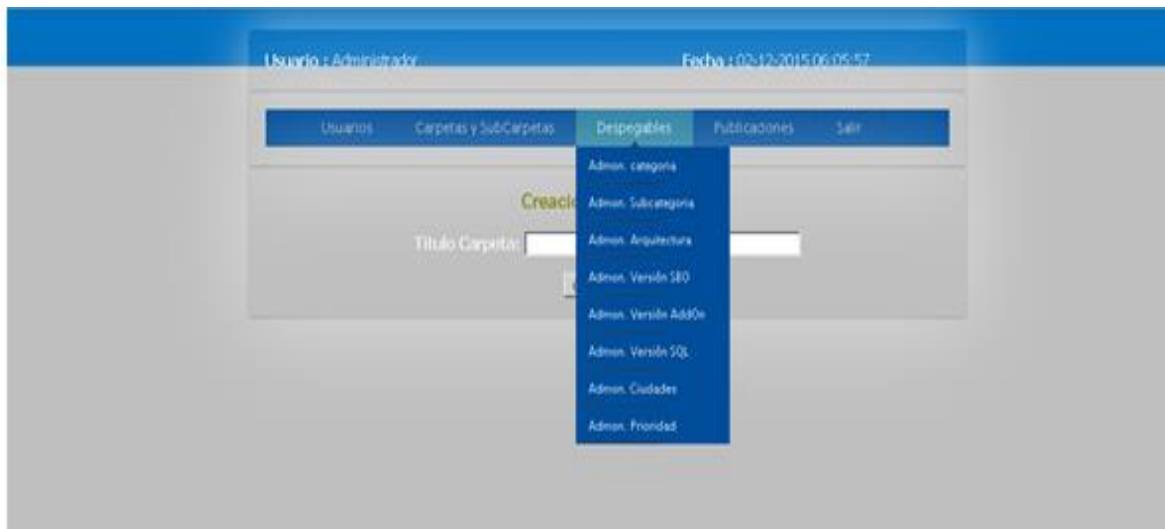 Usuario : Administrador Fecha : 02-12-2015 06:05:57
Usuarios Carpetas y SubCarpetas Despegables Publicaciones Salir
Admon. categoria
Creació
Admon. Subcategoria
Titulo Carpeta:
Admon. Arquitectura
Admon. Versión SBO
Admon. Versión AddOn
Admon. Versión SQL
Admon. Ciudades
Admon. Prioridad